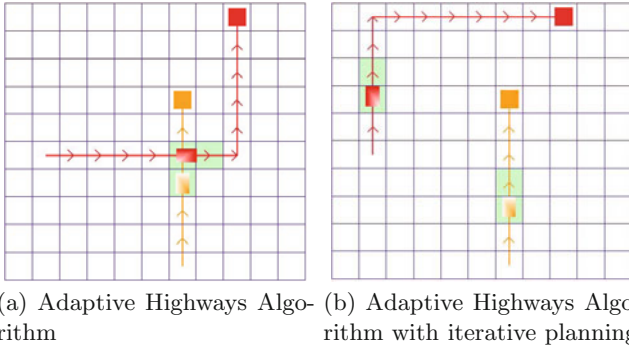 (a) Adaptive Highways Algo-
rithm
(b) Adaptive Highways Algo
rithm with iterative planning